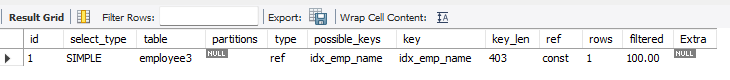 Result Grid Filter Rows: Export: Wrap Cell Content:
id select_type table partitions type possible_keys key key_len ref rows filtered Extra
1 SIMPLE employee3 NULL ref idx_emp_name idx_emp_name 403 const 1 100.00 NULL